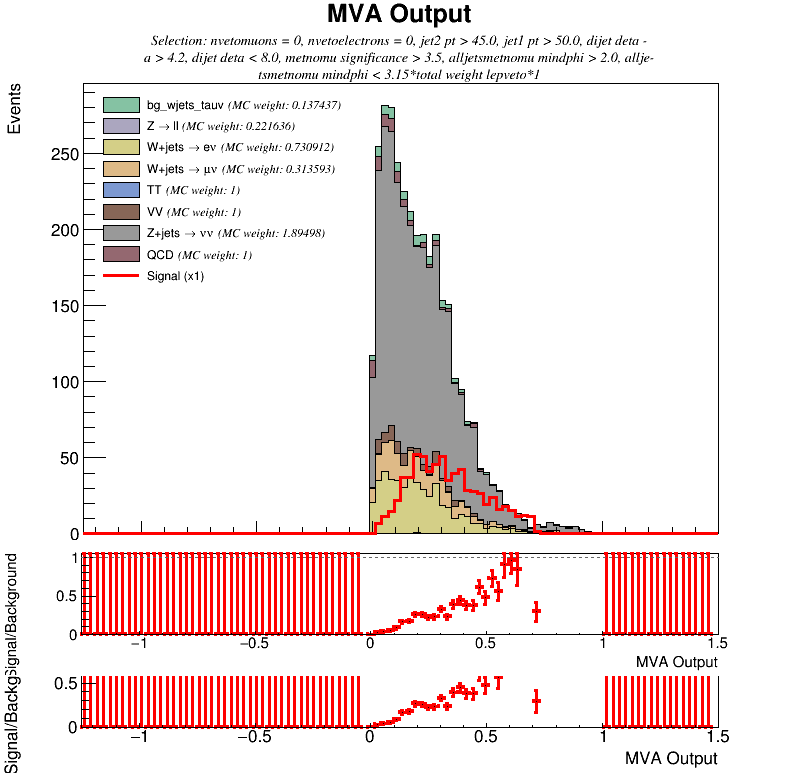 MVA Output
Selection: nvetomuons = 0, nvetoelectrons = 0, jet2 pt > 45.0, jet1 pt > 50.0, dijet deta -
a > 4.2, dijet deta < 8.0, metnomu significance > 3.5, alljetsmetnomu mindphi > 2.0, allje-
tsmetnomu mindphi < 3.15*total weight lepveto*1
Events
bg_wjets_tauv (MC weight: 0.137437)
Z → ll (MC weight: 0.221636)
W+jets → eν (MC weight: 0.730912)
W+jets → μν (MC weight: 0.313593)
TT (MC weight: 1)
VV (MC weight: 1)
Z+jets → νν (MC weight: 1.89498)
QCD (MC weight: 1)
Signal (x1)
250
200
150
100
50
0
Signal/Background
1
0.5
0
−1 −0.5 0 0.5 1 1.5
MVA Output
Signal/Backg
0.5
0
−1 −0.5 0 0.5 1 1.5
MVA Output